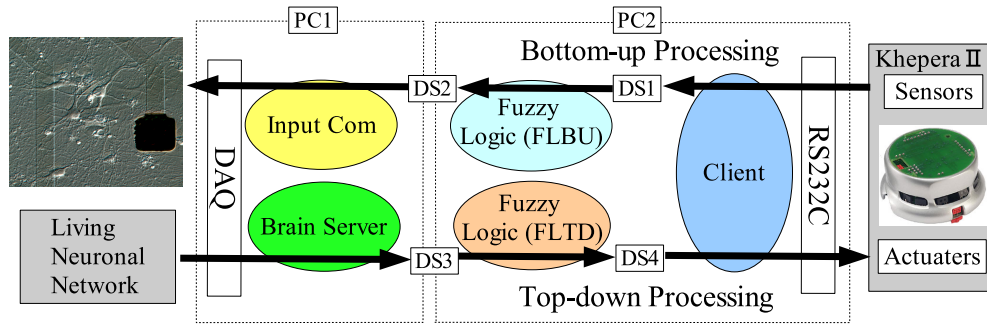 PC1
PC2
Bottom-up Processing
Khepera II
Sensors
DS2
DS1
Input Com
Fuzzy
Logic (FLBU)
DAQ
Client
RS232C
Living
Neuronal
Network
Brain Server
Fuzzy
Logic (FLTD)
DS3
DS4
Actuaters
Top-down Processing